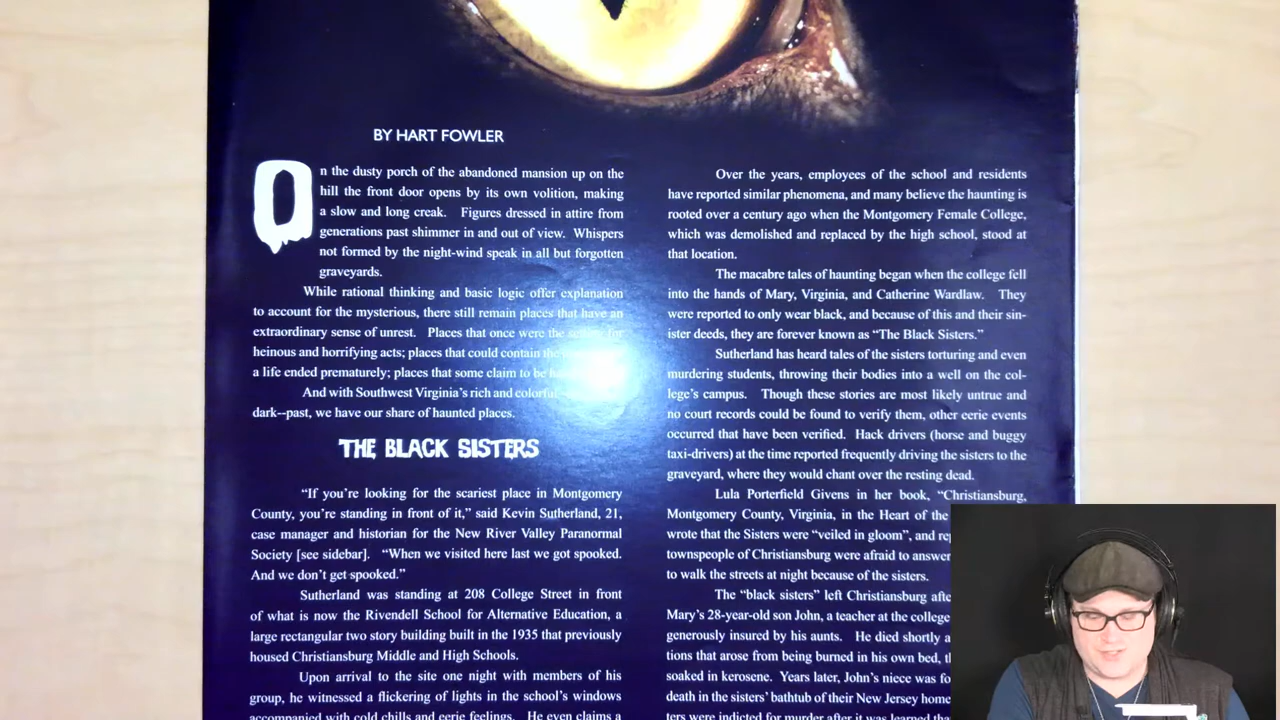 BY HART FOWLER
On the dusty porch of the abandoned mansion up on the
hill the front door opens by its own volition, making
a slow and long creak. Figures dressed in attire from
generations past shimmer in and out of view. Whispers
not formed by the night-wind speak in all but forgotten
graveyards.
While rational thinking and basic logic offer explanation
to account for the mysterious, there still remain places that have an
extraordinary sense of unrest. Places that once were the setting for
heinous and horrifying acts; places that could contain the
a life ended prematurely; places that some claim to be
And with Southwest Virginia's rich and colorful
dark--past, we have our share of haunted places.
THE BLACK SISTERS
"If you're looking for the scariest place in Montgomery
County, you're standing in front of it," said Kevin Sutherland, 21,
case manager and historian for the New River Valley Paranormal
Society [see sidebar]. "When we visited here last we got spooked.
And we don't get spooked."
Sutherland was standing at 208 College Street in front
of what is now the Rivendell School for Alternative Education, a
large rectangular two story building built in the 1935 that previously
housed Christiansburg Middle and High Schools.
Upon arrival to the site one night with members of his
group, he witnessed a flickering of lights in the school's windows
accompanied with cold chills and eerie feelings. He even claims a
Over the years, employees of the school and residents
have reported similar phenomena, and many believe the haunting is
rooted over a century ago when the Montgomery Female College,
which was demolished and replaced by the high school, stood at
that location.
The macabre tales of haunting began when the college fell
into the hands of Mary, Virginia, and Catherine Wardlaw. They
were reported to only wear black, and because of this and their sin-
ister deeds, they are forever known as "The Black Sisters."
Sutherland has heard tales of the sisters torturing and even
murdering students, throwing their bodies into a well on the col-
lege's campus. Though these stories are most likely untrue and
no court records could be found to verify them, other eerie events
occurred that have been verified. Hack drivers (horse and buggy
taxi-drivers) at the time reported frequently driving the sisters to the
graveyard, where they would chant over the resting dead.
Lula Porterfield Givens in her book, "Christiansburg,
Montgomery County, Virginia, in the Heart of the
wrote that the Sisters were "veiled in gloom", and
townspeople of Christiansburg were afraid to answer
to walk the streets at night because of the sisters.
The "black sisters" left Christiansburg
Mary's 28-year-old son John, a teacher at the college
generously insured by his aunts. He died shortly
tions that arose from being burned in his own bed,
soaked in kerosene. Years later, John's niece was
death in the sisters' bathtub of their New Jersey home
ters were indicted for murder after it was learned